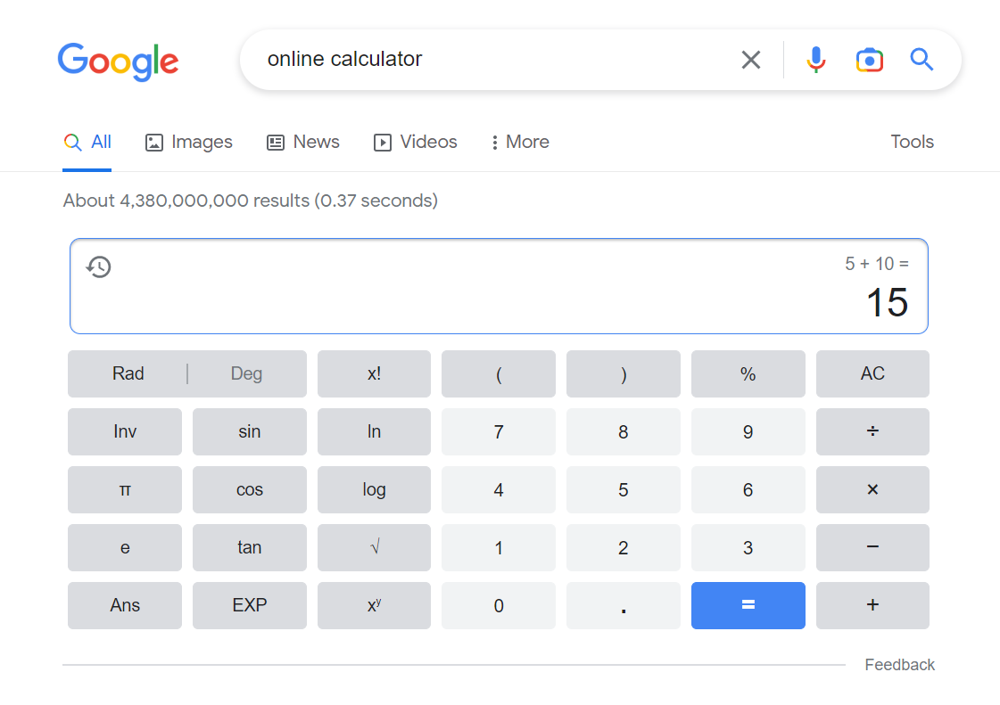 Google
online calculator
All Images News Videos More Tools
About 4,380,000,000 results (0.37 seconds)
5 + 10 =
15
Rad | Deg x! ( ) % AC
Inv sin ln 7 8 9 ÷
π cos log 4 5 6 ×
e tan √ 1 2 3 −
Ans EXP xʸ 0 . = +
Feedback